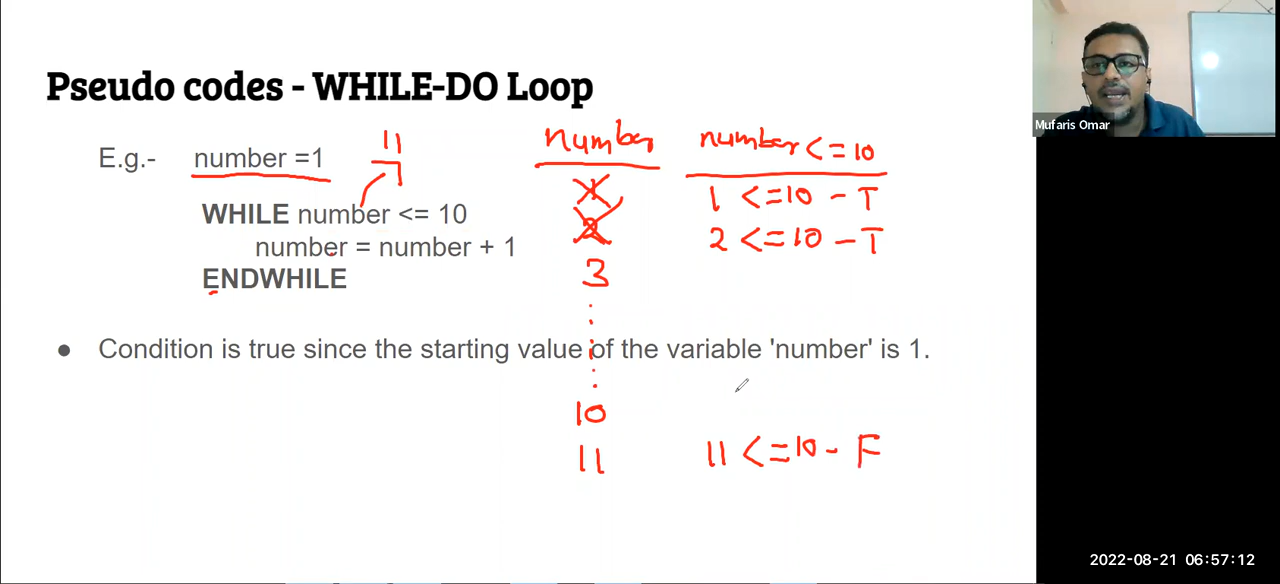 Pseudo codes - WHILE-DO Loop
Mufaris Omar
E.g.- number =1
11
1
WHILE number <= 10
number = number + 1
ENDWHILE
number
1
2
3
10
11
number <= 10
1 <= 10 - T
2 <= 10 - T
11 <= 10 - F
● Condition is true since the starting value of the variable 'number' is 1.
2022-08-21 06:57:12